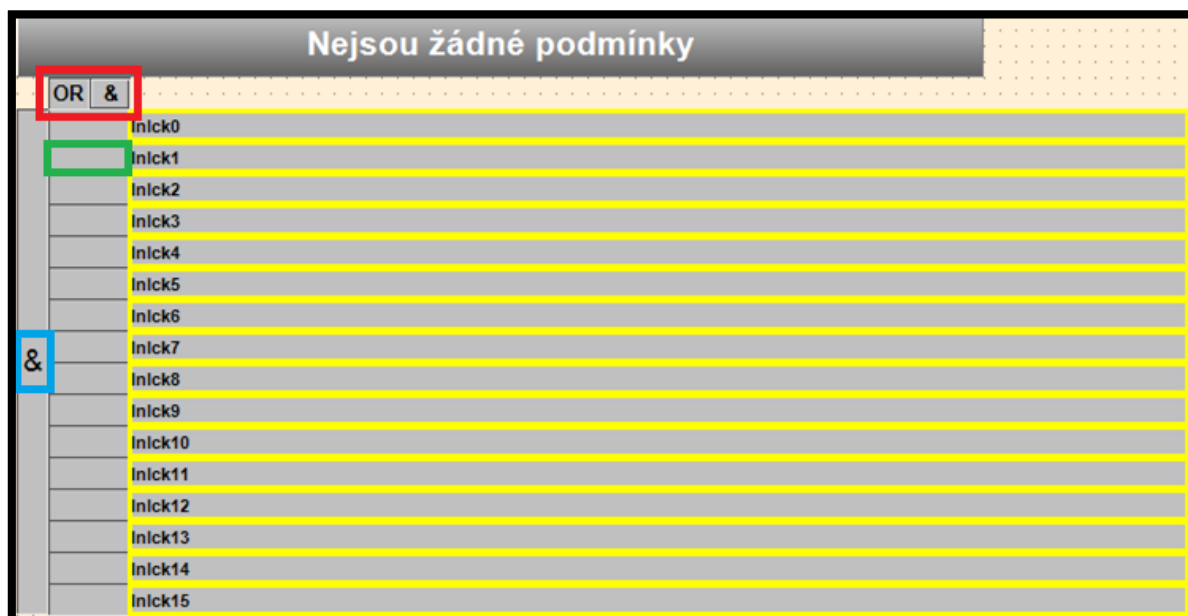 Nejsou žádné podmínky
OR &
Inlck0
Inlck1
Inlck2
Inlck3
Inlck4
Inlck5
Inlck6
Inlck7
&
Inlck8
Inlck9
Inlck10
Inlck11
Inlck12
Inlck13
Inlck14
Inlck15